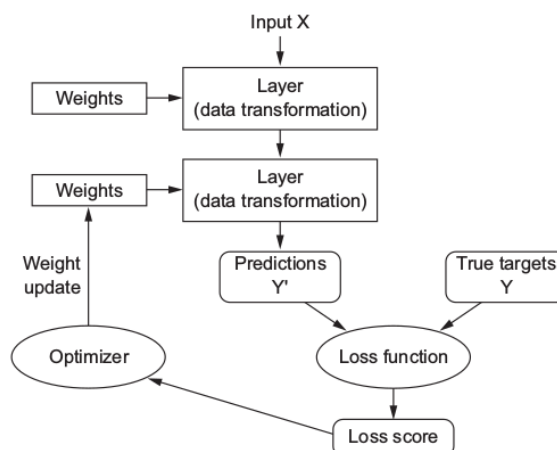 Input X
Layer
(data transformation)
Weights
Layer
(data transformation)
Weights
Predictions
Y'
True targets
Y
Weight
update
Optimizer
Loss function
Loss score